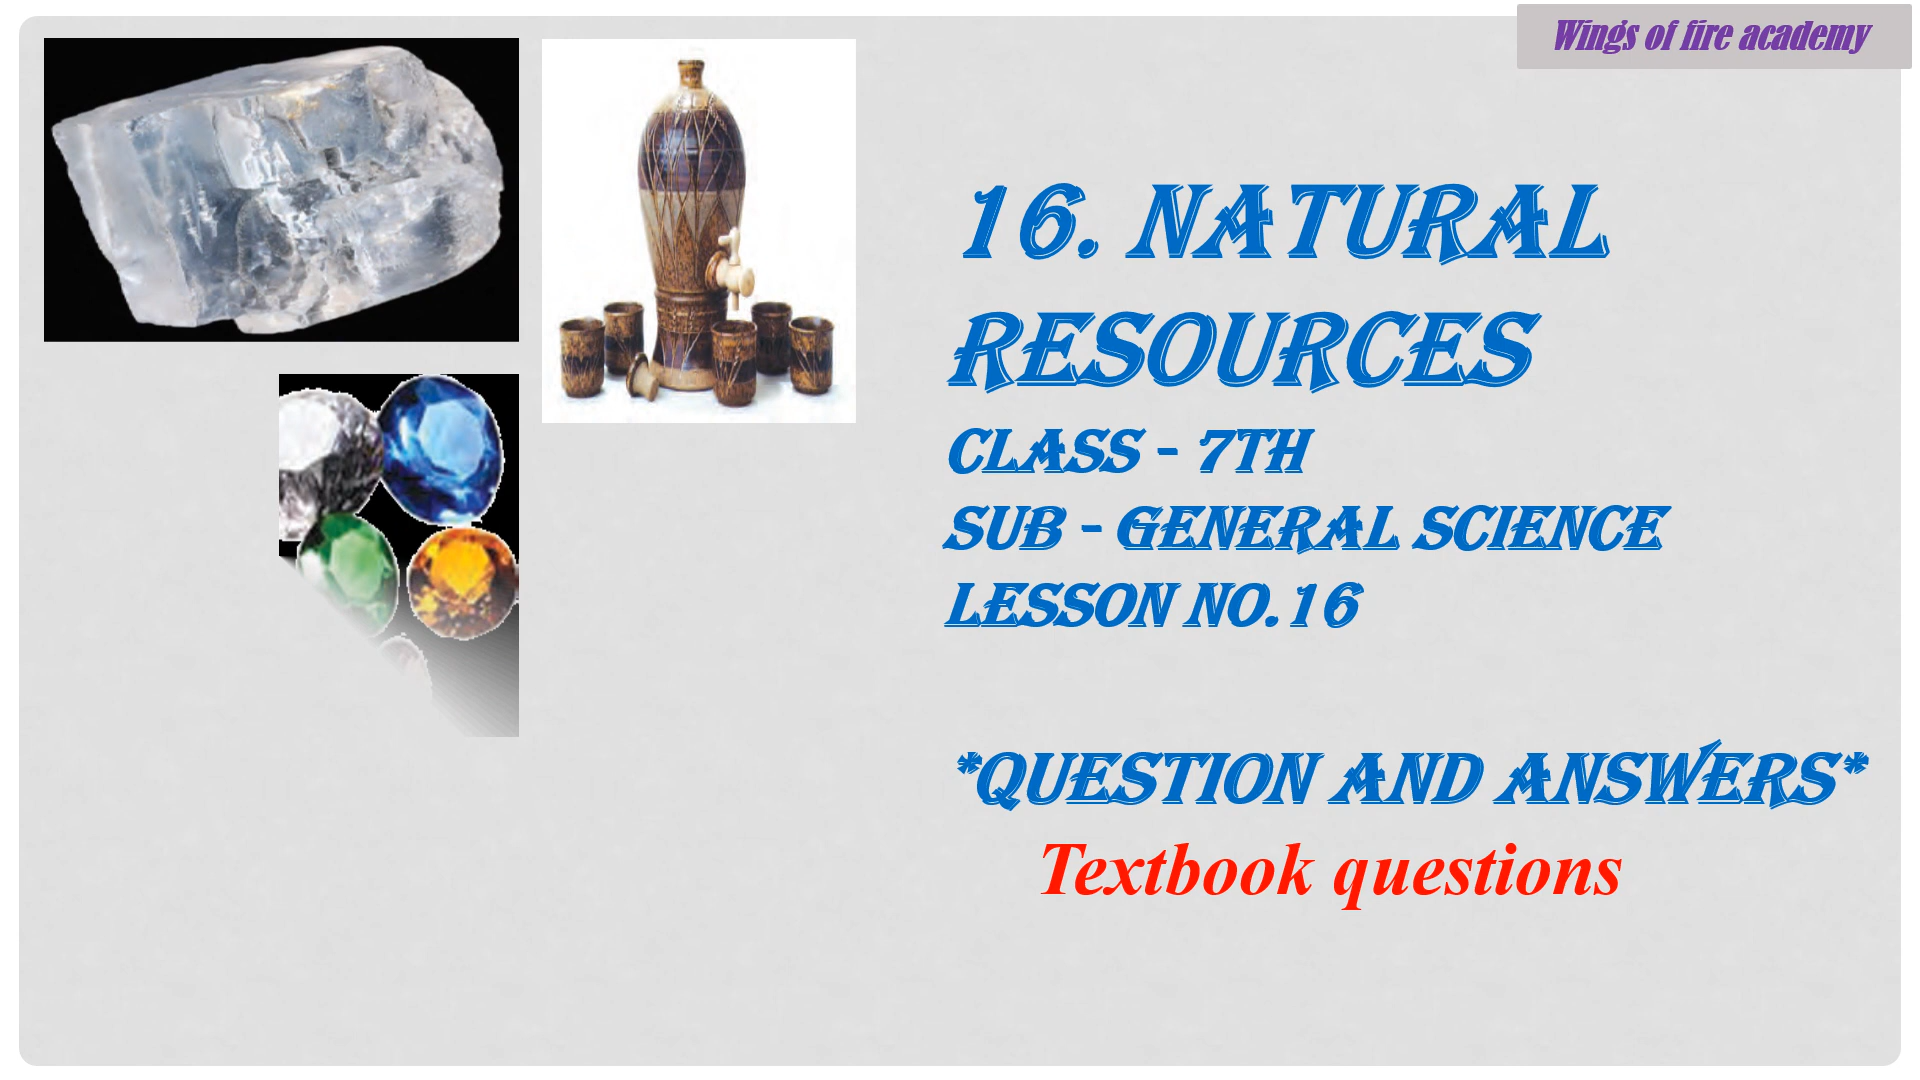 Wings of fire academy
16. NATURAL
RESOURCES
CLASS - 7TH
SUB - GENERAL SCIENCE
LESSON NO.16
*QUESTION AND ANSWERS*
Textbook questions